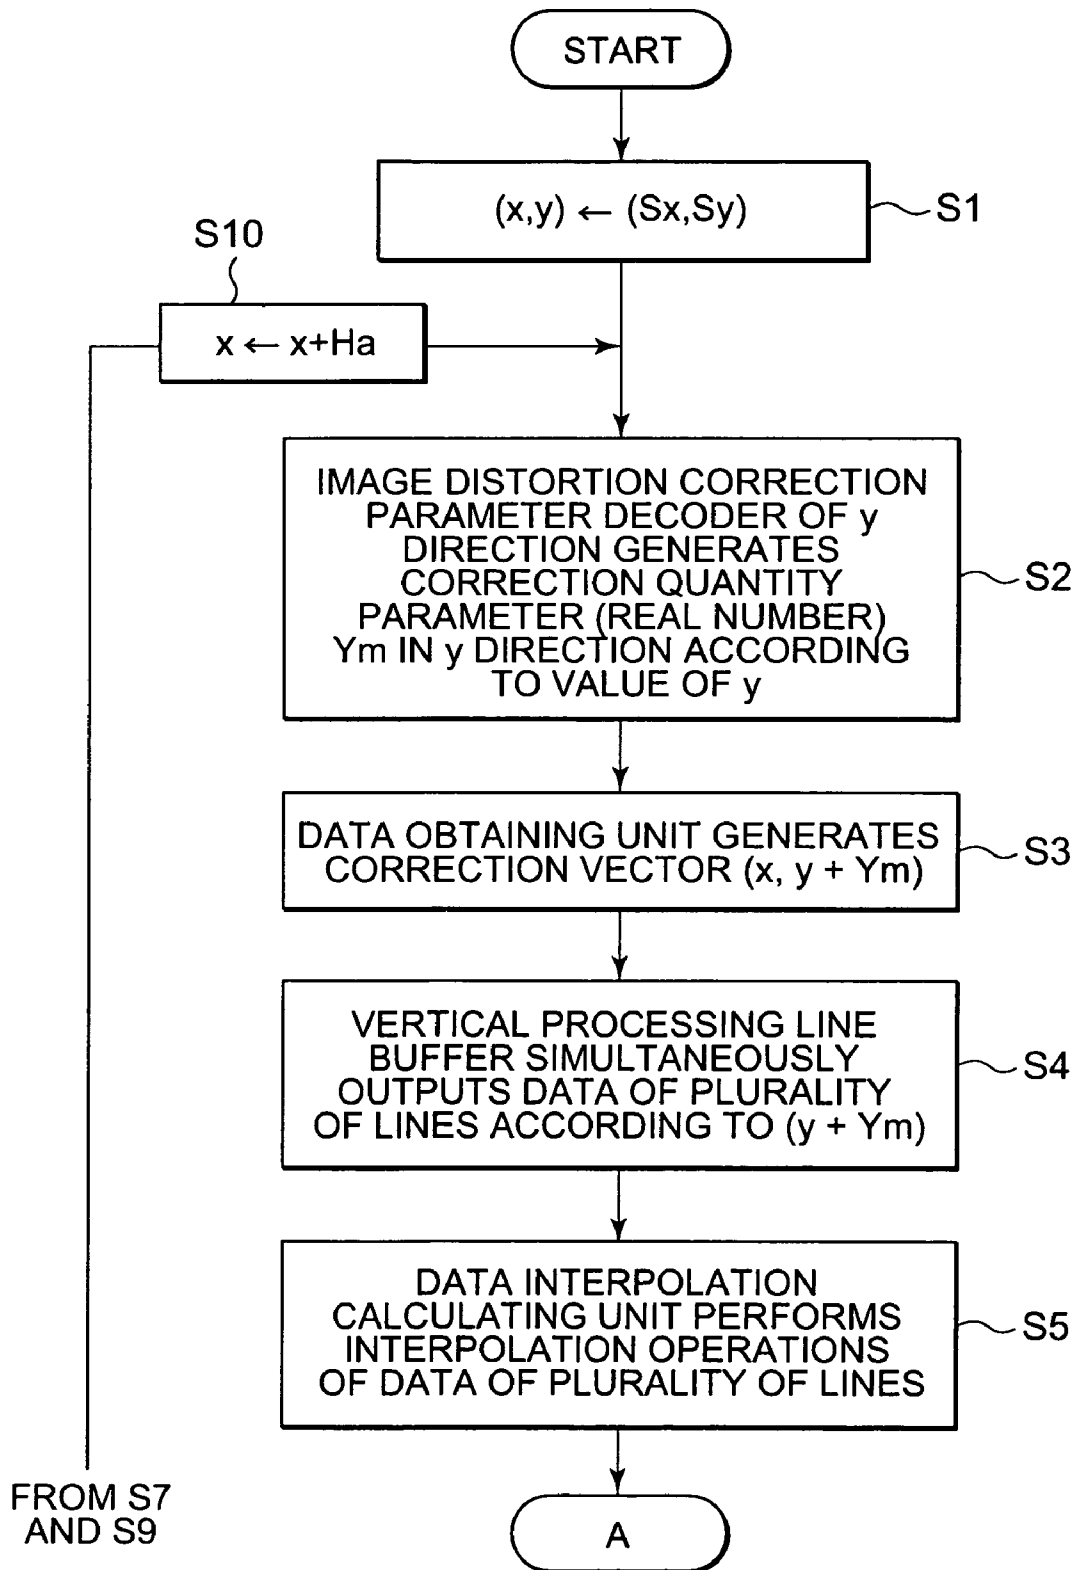 START
(x,y) ← (Sx,Sy)
S1
S10
x ← x+Ha
IMAGE DISTORTION CORRECTION
PARAMETER DECODER OF y
DIRECTION GENERATES
CORRECTION QUANTITY
PARAMETER (REAL NUMBER)
Ym IN y DIRECTION ACCORDING
TO VALUE OF y
S2
DATA OBTAINING UNIT GENERATES
CORRECTION VECTOR (x, y + Ym)
S3
VERTICAL PROCESSING LINE
BUFFER SIMULTANEOUSLY
OUTPUTS DATA OF PLURALITY
OF LINES ACCORDING TO (y + Ym)
S4
DATA INTERPOLATION
CALCULATING UNIT PERFORMS
INTERPOLATION OPERATIONS
OF DATA OF PLURALITY OF LINES
S5
FROM S7
AND S9
A